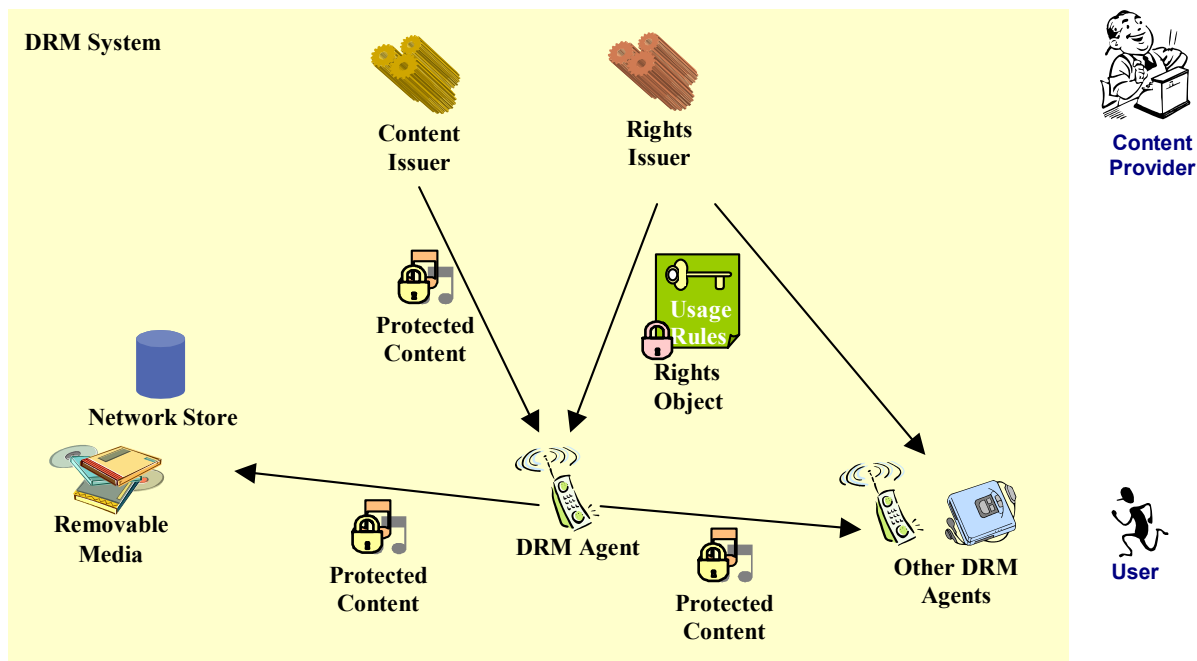 DRM System
Content
Issuer
Rights
Issuer
Content
Provider
Protected
Content
Usage
Rules
Rights
Object
Network Store
Removable
Media
Protected
Content
DRM Agent
Protected
Content
Other DRM
Agents
User